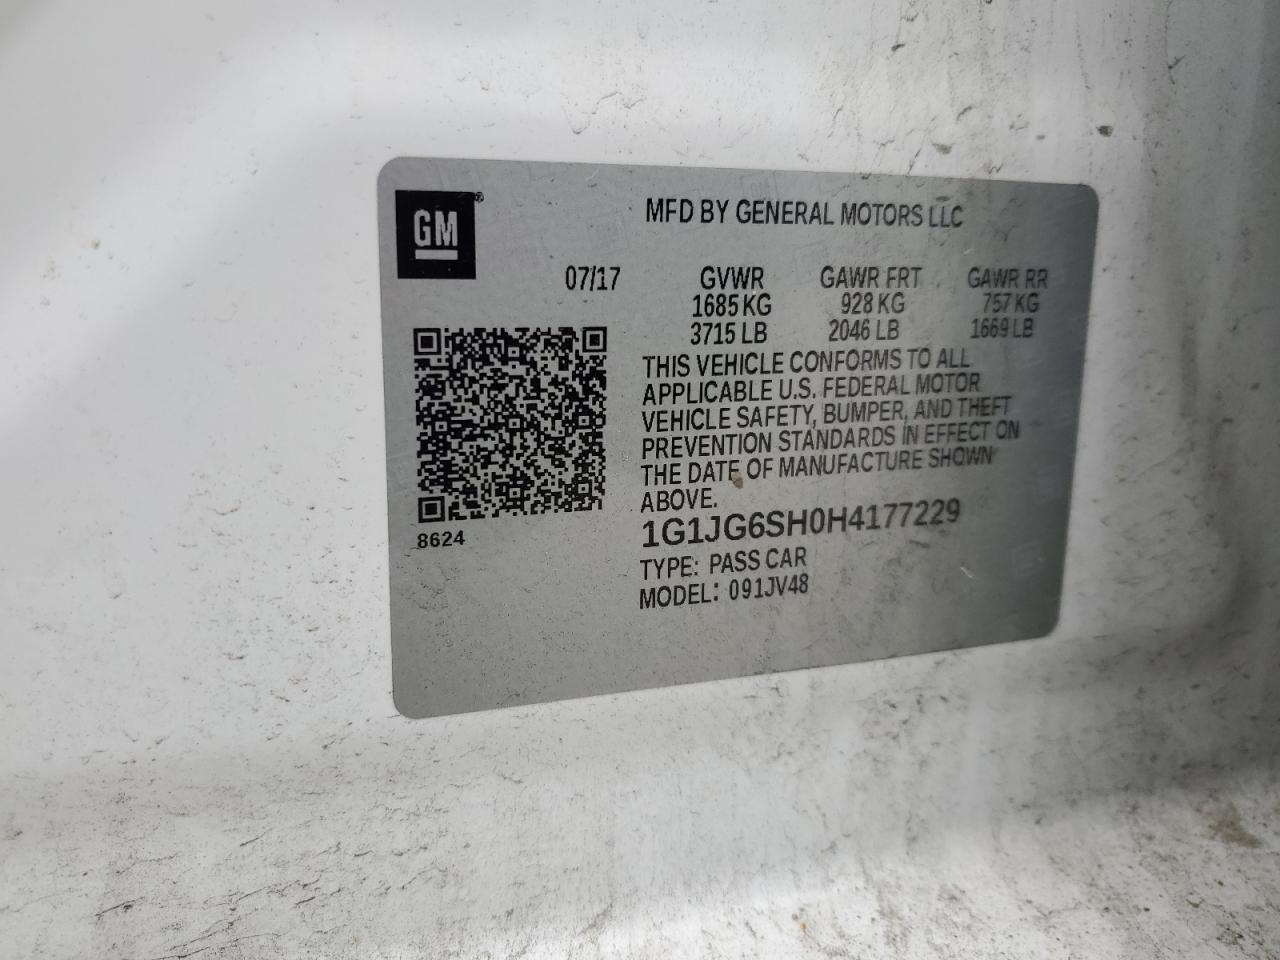 GM®
MFD BY GENERAL MOTORS LLC
07/17 GVWR GAWR FRT GAWR RR
1685 KG 928 KG 757 KG
3715 LB 2046 LB 1669 LB
THIS VEHICLE CONFORMS TO ALL
APPLICABLE U.S. FEDERAL MOTOR
VEHICLE SAFETY, BUMPER, AND THEFT
PREVENTION STANDARDS IN EFFECT ON
THE DATE OF MANUFACTURE SHOWN
ABOVE.
8624
1G1JG6SH0H4177229
TYPE: PASS CAR
MODEL: 091JV48